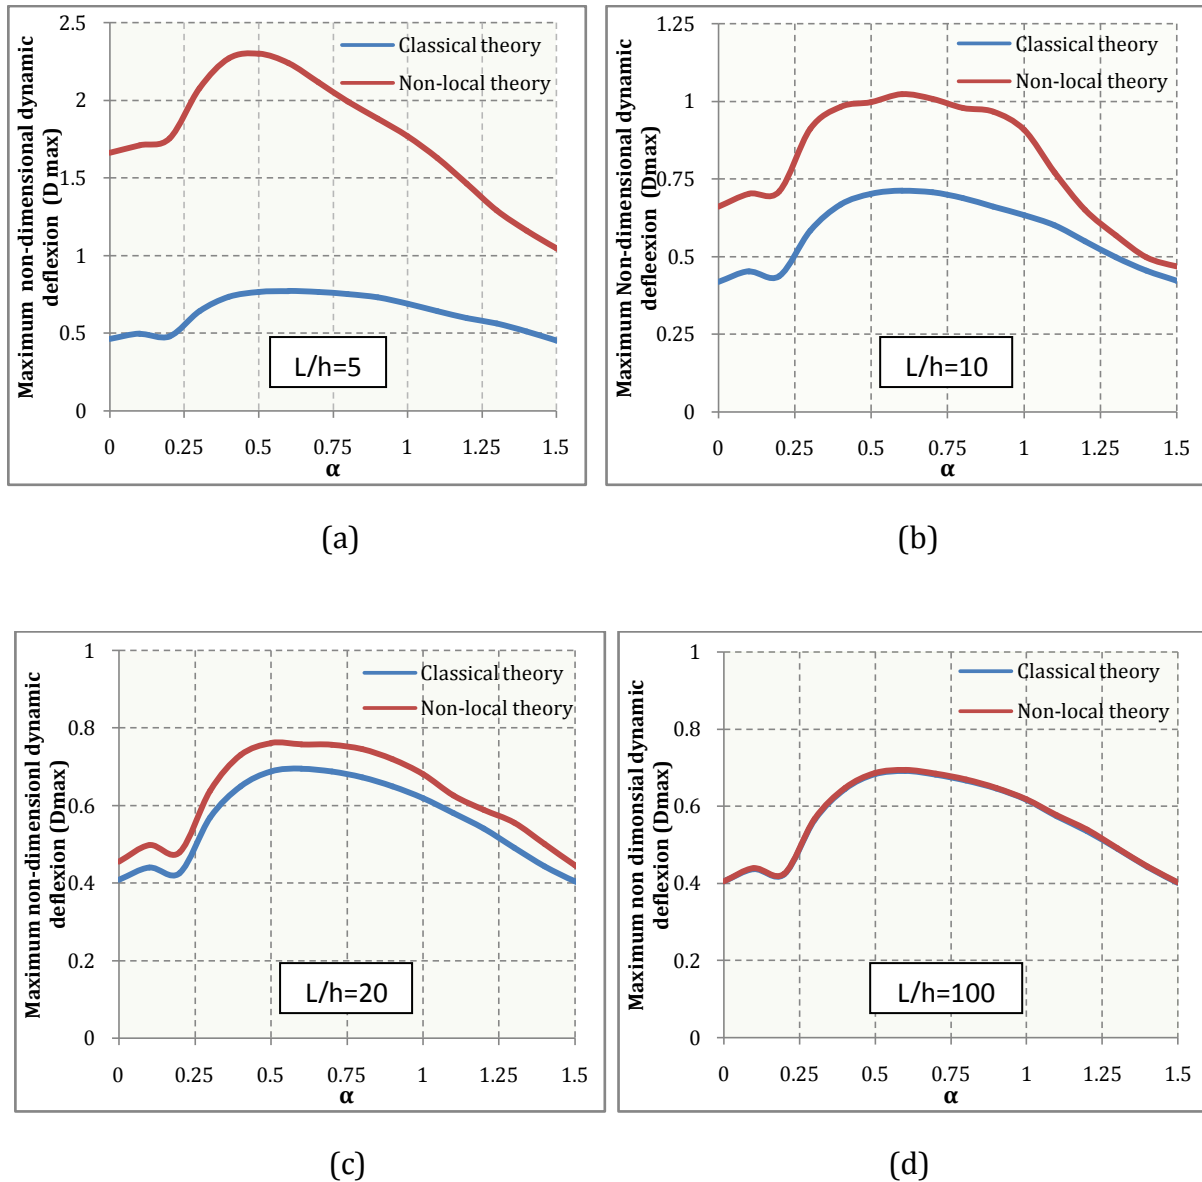 Maximum non-dimensional dynamic
deflexion (D max)
2.5
2
1.5
1
0.5
0
Classical theory
Non-local theory
L/h=5
0 0.25 0.5 0.75 1 1.25 1.5
α
(a)
Maximum Non-dimensional dynamic
defleexion (Dmax)
1.25
1
0.75
0.5
0.25
0
Classical theory
Non-local theory
L/h=10
0 0.25 0.5 0.75 1 1.25 1.5
α
(b)
Maximum non-dimensionl dynamic
deflexion (Dmax)
1
0.8
0.6
0.4
0.2
0
Classical theory
Non-local theory
L/h=20
0 0.25 0.5 0.75 1 1.25 1.5
α
(c)
Maximum non dimonsial dynamic
deflexion (Dmax)
1
0.8
0.6
0.4
0.2
0
Classical theory
Non-local theory
L/h=100
0 0.25 0.5 0.75 1 1.25 1.5
α
(d)